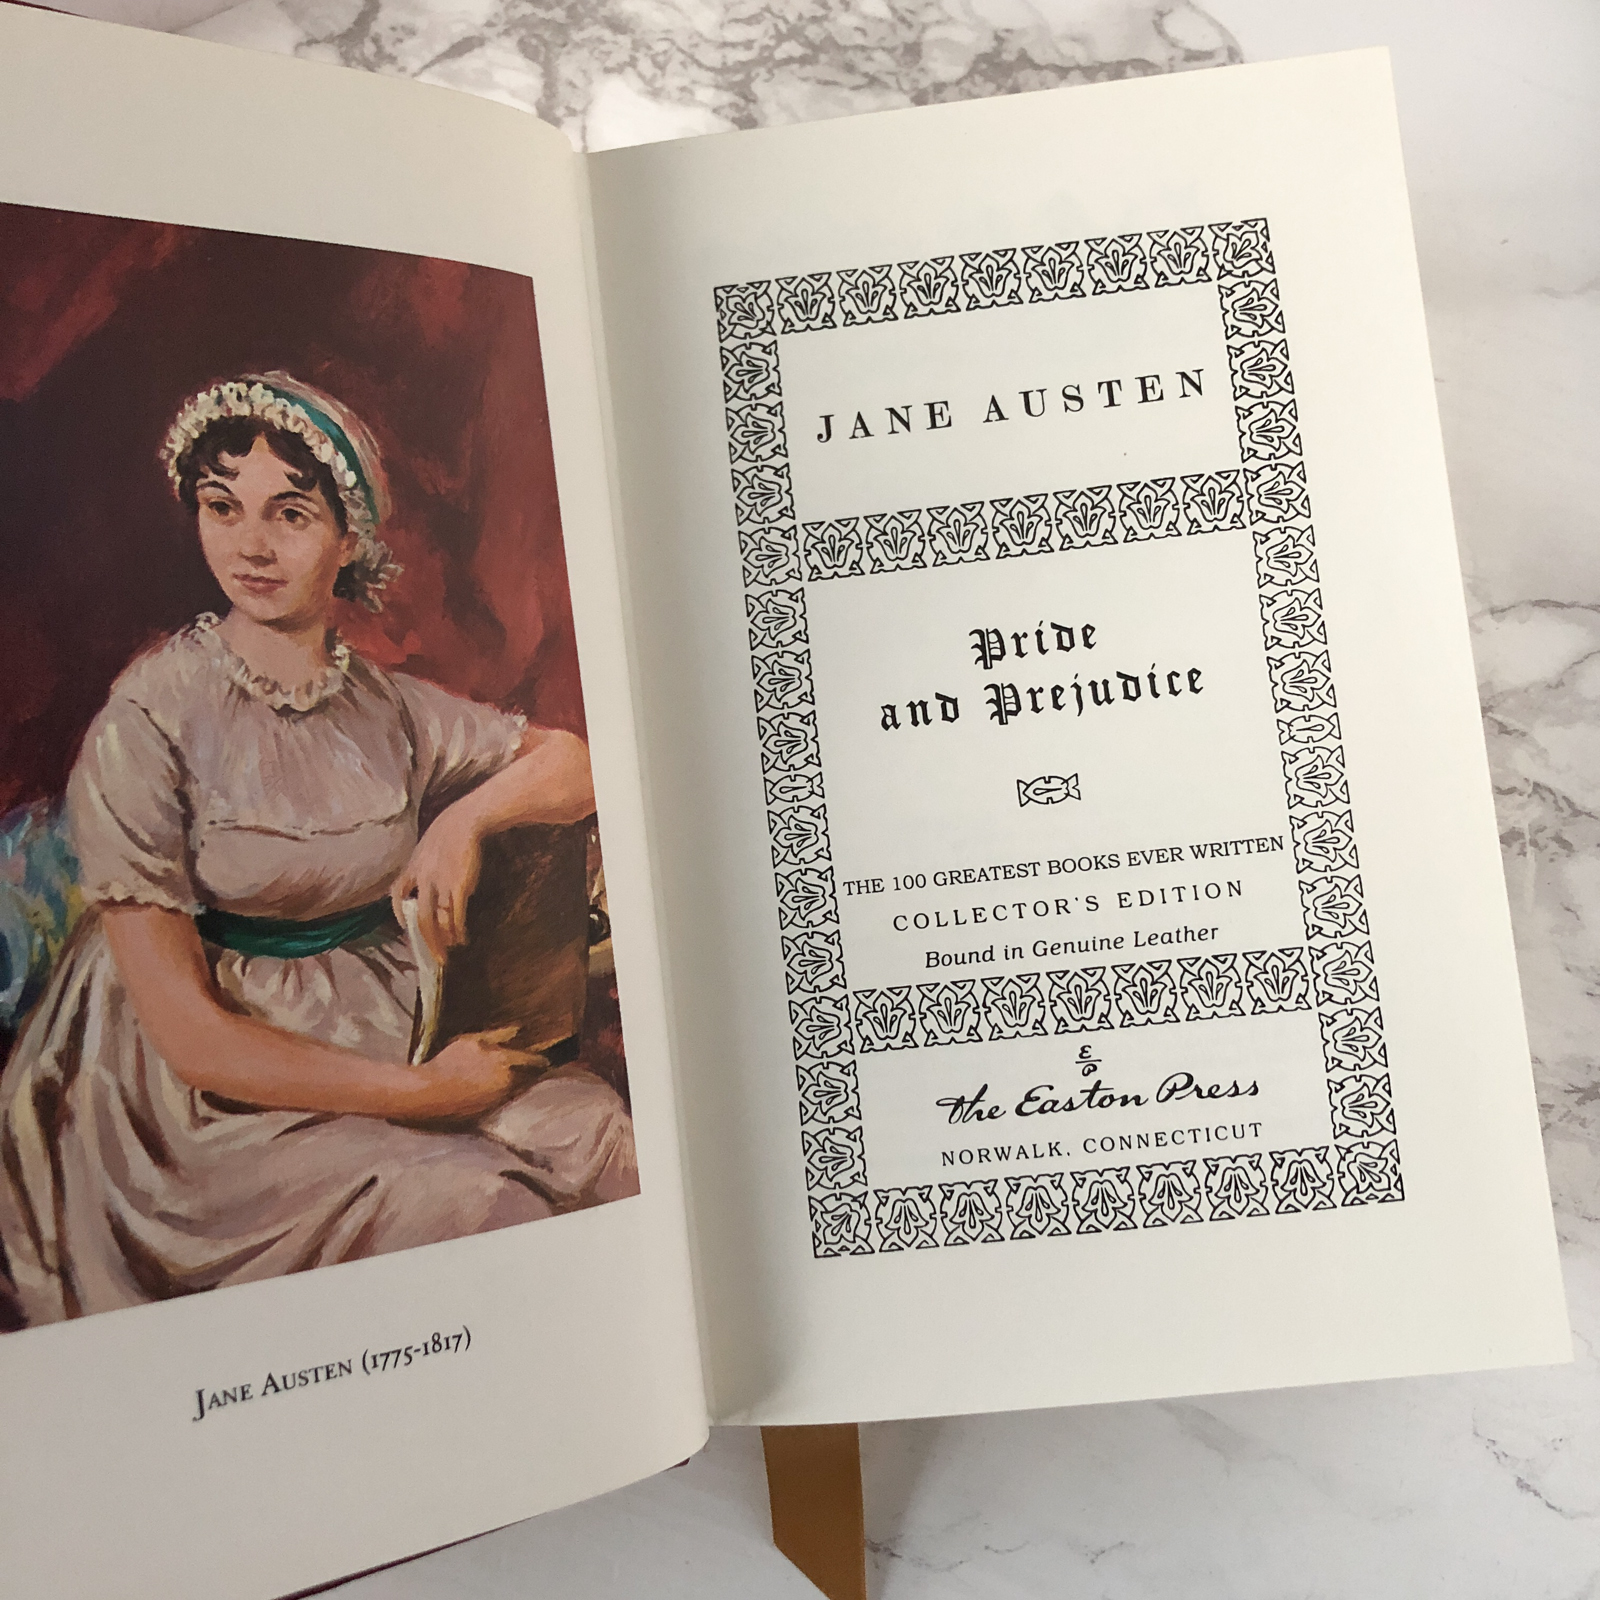 JANE AUSTEN (1775-1817)
JANE AUSTEN
Pride
and Prejudice
THE 100 GREATEST BOOKS EVER WRITTEN
COLLECTOR'S EDITION
Bound in Genuine Leather
E
P
the Easton Press
NORWALK, CONNECTICUT